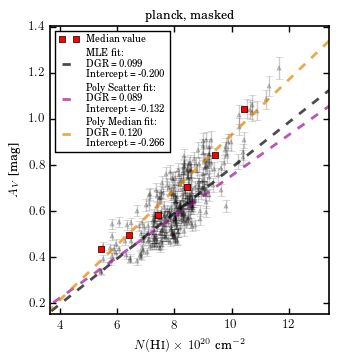 planck, masked
Median value
MLE fit:
DGR = 0.099
Intercept = -0.200
Poly Scatter fit:
DGR = 0.089
Intercept = -0.132
Poly Median fit:
DGR = 0.120
Intercept = -0.266
1.4
1.2
1.0
0.8
0.6
0.4
0.2
A_V [mag]
4 6 8 10 12
N(HI) × 10^20 cm^−2